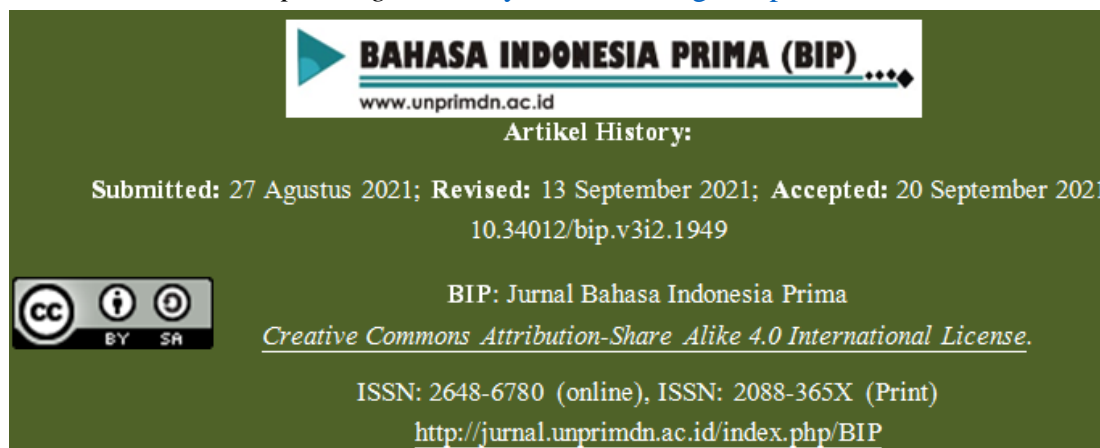 BAHASA INDONESIA PRIMA (BIP)
www.unprimdn.ac.id
Artikel History:
Submitted: 27 Agustus 2021; Revised: 13 September 2021; Accepted: 20 September 2021
10.34012/bip.v3i2.1949
cc BY SA
BIP: Jurnal Bahasa Indonesia Prima
Creative Commons Attribution-Share Alike 4.0 International License.
ISSN: 2648-6780 (online), ISSN: 2088-365X (Print)
http://jurnal.unprimdn.ac.id/index.php/BIP